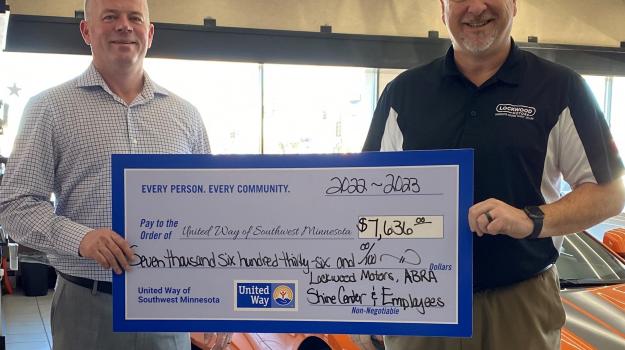 LOCKWOOD
EVERY PERSON. EVERY COMMUNITY.
2022~2023
Pay to the
Order of United Way of Southwest Minnesota $7,636.00
Seven thousand six hundred thirty-six and 00/100 Dollars
United Way of
Southwest Minnesota
United
Way
Lockwood Motors, ABRA
Shine Center & Employees
Non-Negotiable